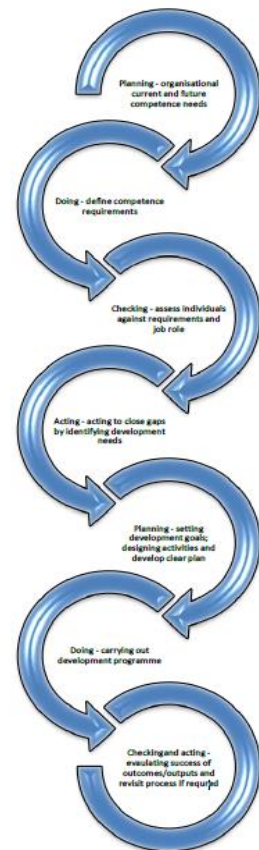 Planning - organisational
current and future
competence needs
Doing - define competence
requirements
Checking - assess individuals
against requirements and
job role
Acting - acting to close gaps
by identifying development
needs
Planning - setting
development goals;
designing activities and
develop clear plan
Doing - carrying out
development programme
Checkingand acting -
evaulating success of
outcomes/outputs and
revisit process if requried